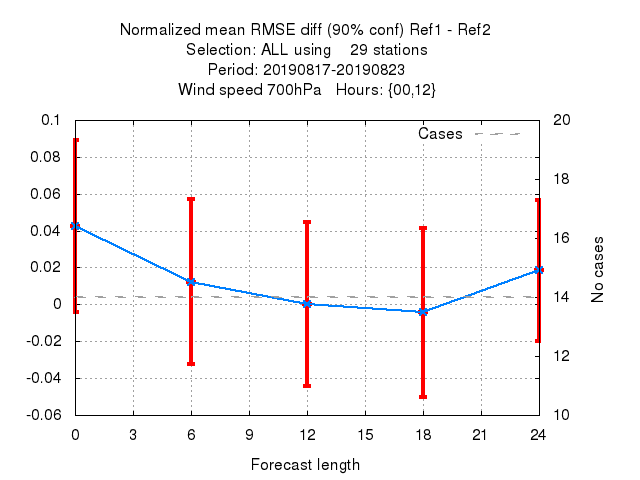 Normalized mean RMSE diff (90% conf) Ref1 - Ref2
Selection: ALL using    29 stations
Period: 20190817-20190823
Wind speed 700hPa   Hours: {00,12}
0.1
0.08
0.06
0.04
0.02
0
-0.02
-0.04
-0.06
Cases
20
18
16
14
12
10
No cases
0 3 6 9 12 15 18 21 24
Forecast length